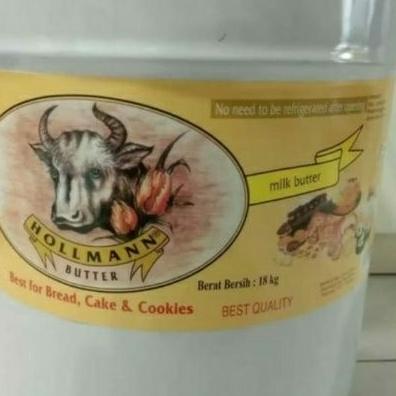 No need to be refrigerated after opening
milk butter
HOLLMANN
BUTTER
Best for Bread, Cake & Cookies
Berat Bersih : 18 kg
BEST QUALITY